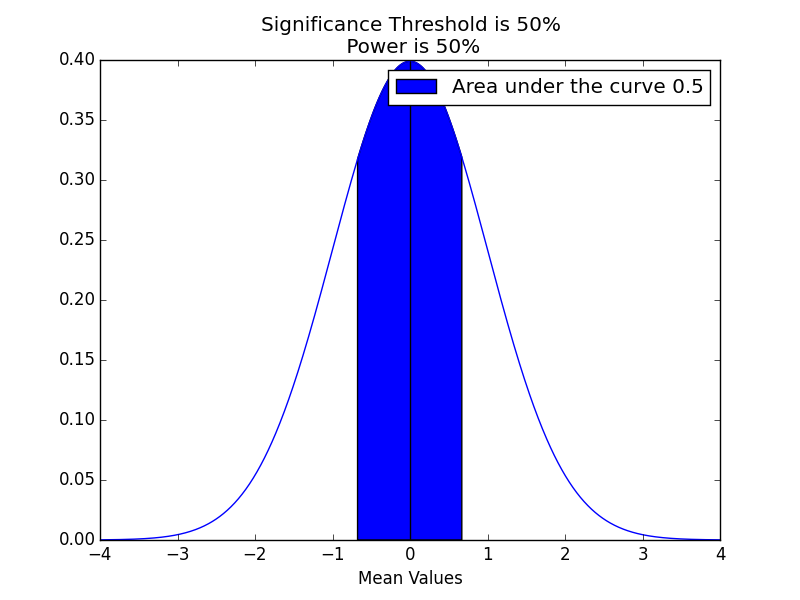 Significance Threshold is 50%
Power is 50%
Area under the curve 0.5
0.40
0.35
0.30
0.25
0.20
0.15
0.10
0.05
0.00
−4 −3 −2 −1 0 1 2 3 4
Mean Values